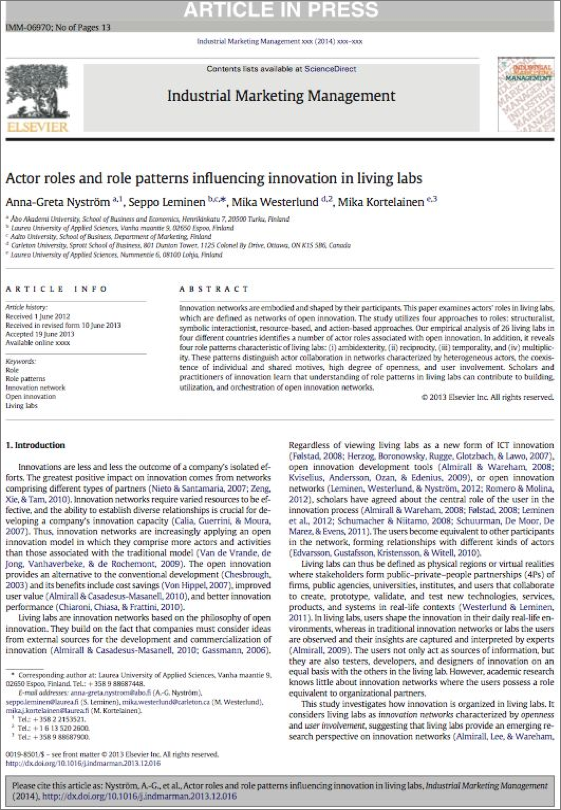 ARTICLE IN PRESS
IMM-06970; No of Pages 13
Industrial Marketing Management xxx (2014) xxx–xxx
Contents lists available at ScienceDirect
Industrial Marketing Management
ELSEVIER
INDUSTRIAL
MARKETING
MANAGEMENT
Actor roles and role patterns influencing innovation in living labs
Anna-Greta Nyström a,1, Seppo Leminen b,c,*, Mika Westerlund d,2, Mika Kortelainen e,3
a Åbo Akademi University, School of Business and Economics, Henrikinkatu 7, 20500 Turku, Finland
b Laurea University of Applied Sciences, Vanha maantie 9, 02650 Espoo, Finland
c Aalto University, School of Business, Department of Marketing, Finland
d Carleton University, Sprott School of Business, 801 Dunton Tower, 1125 Colonel By Drive, Ottawa, ON K1S 5B6, Canada
e Laurea University of Applied Sciences, Nummentie 6, 08100 Lohja, Finland
ARTICLE INFO
Article history:
Received 1 June 2012
Received in revised form 10 June 2013
Accepted 19 June 2013
Available online xxxx
Keywords:
Role
Role patterns
Innovation network
Open innovation
Living labs
ABSTRACT
Innovation networks are embodied and shaped by their participants. This paper examines actors' roles in living labs,
which are defined as networks of open innovation. The study utilizes four approaches to roles: structuralist,
symbolic interactionist, resource-based, and action-based approaches. Our empirical analysis of 26 living labs in
four different countries identifies a number of actor roles associated with open innovation. In addition, it reveals
four role patterns characteristic of living labs: (i) ambidexterity, (ii) reciprocity, (iii) temporality, and (iv) multiplic-
ity. These patterns distinguish actor collaboration in networks characterized by heterogeneous actors, the coexis-
tence of individual and shared motives, high degree of openness, and user involvement. Scholars and
practitioners of innovation learn that understanding of role patterns in living labs can contribute to building,
utilization, and orchestration of open innovation networks.
© 2013 Elsevier Inc. All rights reserved.
1. Introduction
Innovations are less and less the outcome of a company's isolated ef-
forts. The greatest positive impact on innovation comes from networks
comprising different types of partners (Nieto & Santamaria, 2007; Zeng,
Xie, & Tam, 2010). Innovation networks require varied resources to be ef-
fective, and the ability to establish diverse relationships is crucial for de-
veloping a company's innovation capacity (Calia, Guerrini, & Moura,
2007). Thus, innovation networks are increasingly applying an open
innovation model in which they comprise more actors and activities
than those associated with the traditional model (Van de Vrande, de
Jong, Vanhaverbeke, & de Rochemont, 2009). The open innovation
provides an alternative to the conventional development (Chesbrough,
2003) and its benefits include cost savings (Von Hippel, 2007), improved
user value (Almirall & Casadesus-Masanell, 2010), and better innovation
performance (Chiaroni, Chiesa, & Frattini, 2010).
Living labs are innovation networks based on the philosophy of open
innovation. They build on the fact that companies must consider ideas
from external sources for the development and commercialization of
innovation (Almirall & Casadesus-Masanell, 2010; Gassmann, 2006).
* Corresponding author at: Laurea University of Applied Sciences, Vanha maantie 9,
02650 Espoo, Finland. Tel.: +358 9 88687448.
E-mail addresses: anna-greta.nystrom@abo.fi (A.-G. Nyström),
seppo.leminen@laurea.fi (S. Leminen), mika.westerlund@carleton.ca (M. Westerlund),
mika.j.kortelainen@laurea.fi (M. Kortelainen).
1 Tel.: +358 2 2153521.
2 Tel.: +1 6 13 520 2600.
3 Tel.: +358 9 88687900.
0019-8501/$ – see front matter © 2013 Elsevier Inc. All rights reserved.
http://dx.doi.org/10.1016/j.indmarman.2013.12.016
Regardless of viewing living labs as a new form of ICT innovation
(Følstad, 2008; Herzog, Boronowsky, Rugge, Glotzbach, & Lawo, 2007),
open innovation development tools (Almirall & Wareham, 2008;
Kviselius, Andersson, Ozan, & Edenius, 2009), or open innovation
networks (Leminen, Westerlund, & Nyström, 2012; Romero & Molina,
2012), scholars have agreed about the central role of the user in the
innovation process (Almirall & Wareham, 2008; Følstad, 2008; Leminen
et al., 2012; Schumacher & Niitamo, 2008; Schuurman, De Moor, De
Marez, & Evens, 2011). The users become equivalent to other participants
in the network, forming relationships with different kinds of actors
(Edvarsson, Gustafsson, Kristensson, & Witell, 2010).
Living labs can thus be defined as physical regions or virtual realities
where stakeholders form public–private–people partnerships (4Ps) of
firms, public agencies, universities, institutes, and users that collaborate
to create, prototype, validate, and test new technologies, services,
products, and systems in real-life contexts (Westerlund & Leminen,
2011). In living labs, users shape the innovation in their daily real-life en-
vironments, whereas in traditional innovation networks or labs the users
are observed and their insights are captured and interpreted by experts
(Almirall, 2009). The users not only act as sources of information, but
they are also testers, developers, and designers of innovation on an
equal basis with the others in the living lab. However, academic research
knows little about innovation networks where the users possess a role
equivalent to organizational partners.
This study investigates how innovation is organized in living labs. It
considers living labs as innovation networks characterized by openness
and user involvement, suggesting that living labs provide an emerging re-
search perspective on innovation networks (Almirall, Lee, & Wareham,
Please cite this article as: Nyström, A.-G., et al., Actor roles and role patterns influencing innovation in living labs, Industrial Marketing Management
(2014), http://dx.doi.org/10.1016/j.indmarman.2013.12.016